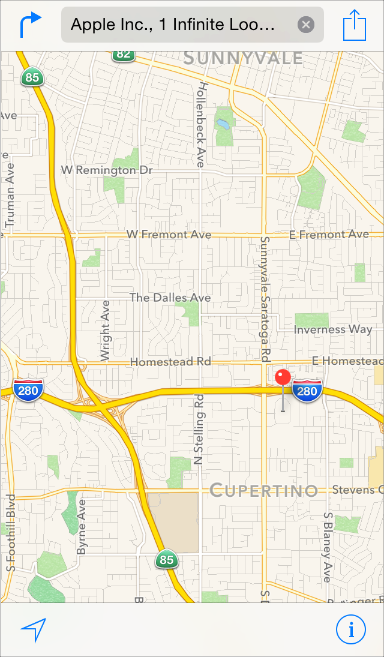 Apple Inc., 1 Infinite Loo…
82
SUNNYVALE
85
Hollenbeck Ave
Ave
W Remington Dr
Truman Ave
W Fremont Ave
E Fremont Ave
Sunnyvale Saratoga Rd
The Dalles Ave
Wright Ave
Inverness Way
Homestead Rd
E Homestead
280
280
N Stelling Rd
CUPERTINO
Stevens C
S Foothill Blvd
Byrne Ave
S Blaney Ave
85
S D